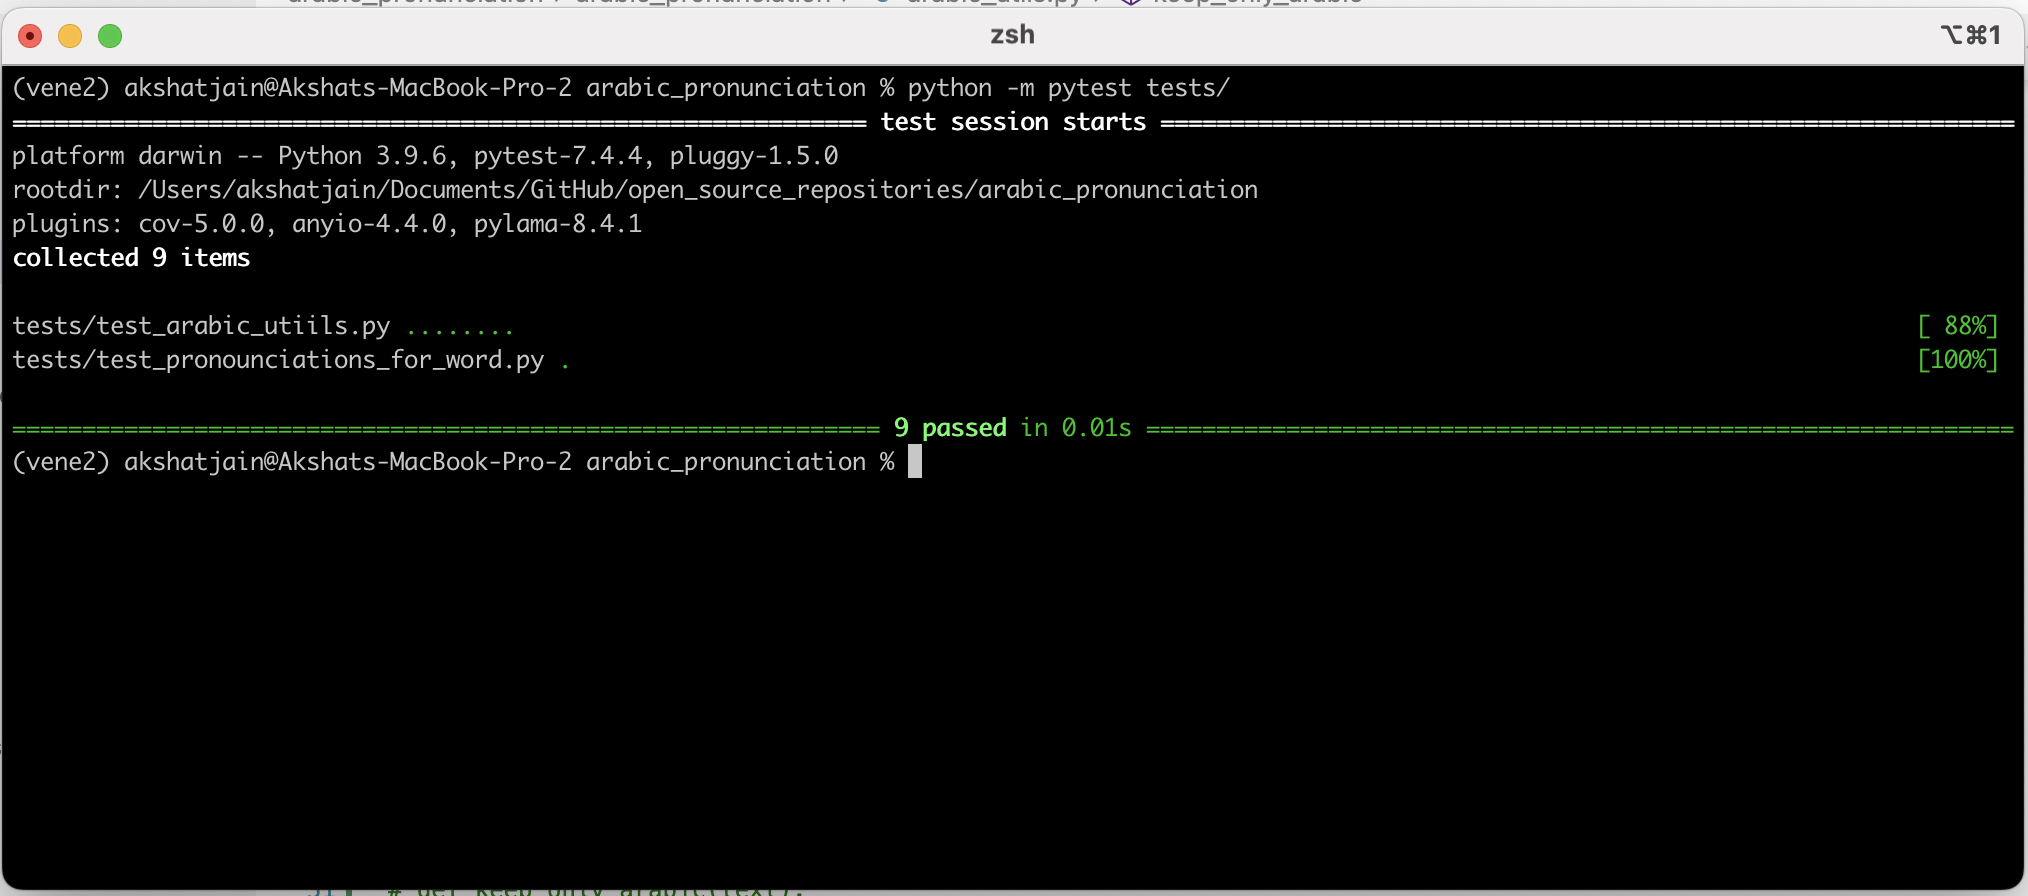 zsh
⌥⌘1
(vene2) akshatjain@Akshats-MacBook-Pro-2 arabic_pronunciation % python -m pytest tests/
============================================================= test session starts =============================================================
platform darwin -- Python 3.9.6, pytest-7.4.4, pluggy-1.5.0
rootdir: /Users/akshatjain/Documents/GitHub/open_source_repositories/arabic_pronunciation
plugins: cov-5.0.0, anyio-4.4.0, pylama-8.4.1
collected 9 items
tests/test_arabic_utiils.py ........ [ 88%]
tests/test_pronounciations_for_word.py . [100%]
============================================================== 9 passed in 0.01s ==============================================================
(vene2) akshatjain@Akshats-MacBook-Pro-2 arabic_pronunciation %